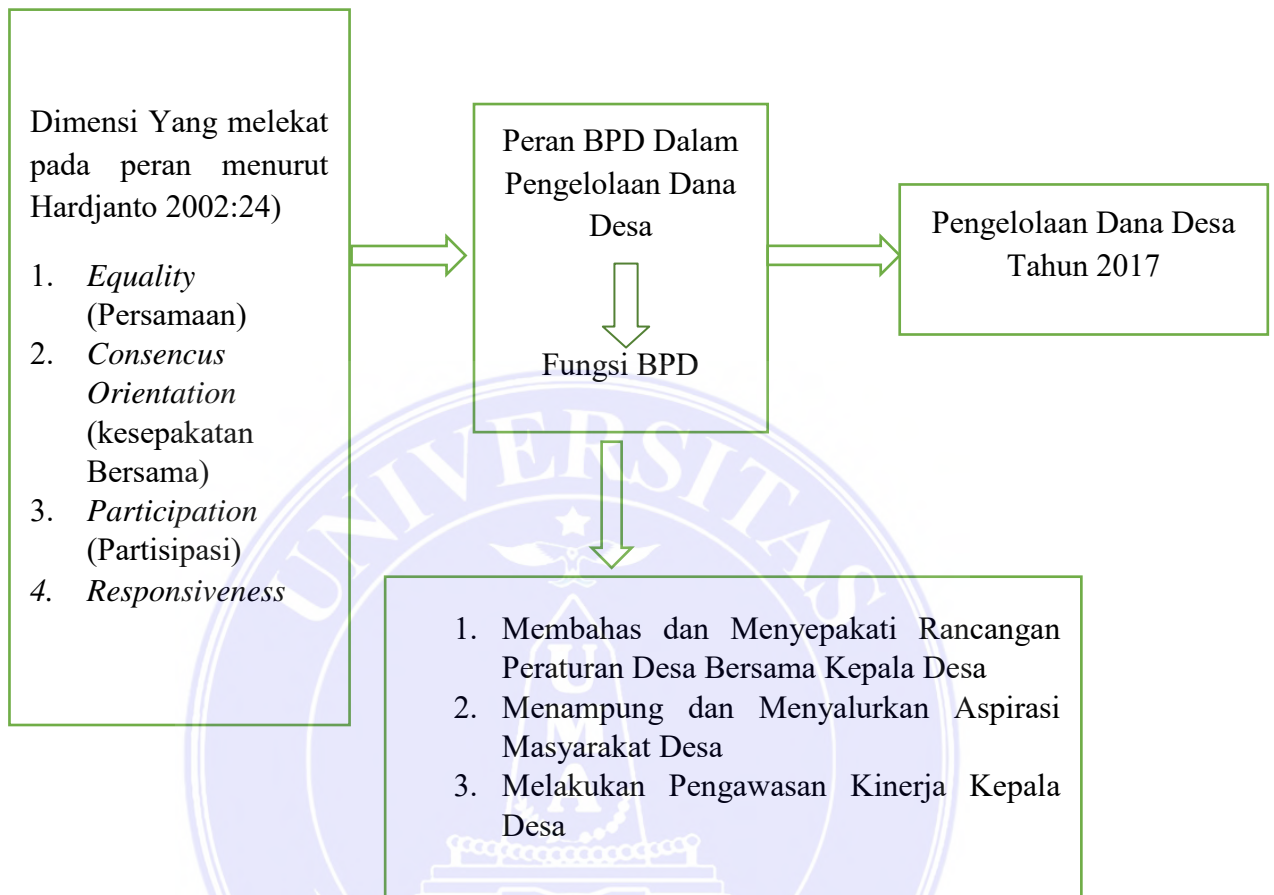 Dimensi Yang melekat
pada peran menurut
Hardjanto 2002:24)
1. Equality
(Persamaan)
2. Consencus
Orientation
(kesepakatan
Bersama)
3. Participation
(Partisipasi)
4. Responsiveness
Peran BPD Dalam
Pengelolaan Dana
Desa
Fungsi BPD
Pengelolaan Dana Desa
Tahun 2017
1. Membahas dan Menyepakati Rancangan
Peraturan Desa Bersama Kepala Desa
2. Menampung dan Menyalurkan Aspirasi
Masyarakat Desa
3. Melakukan Pengawasan Kinerja Kepala
Desa
UNIVERSITAS
U
M
A